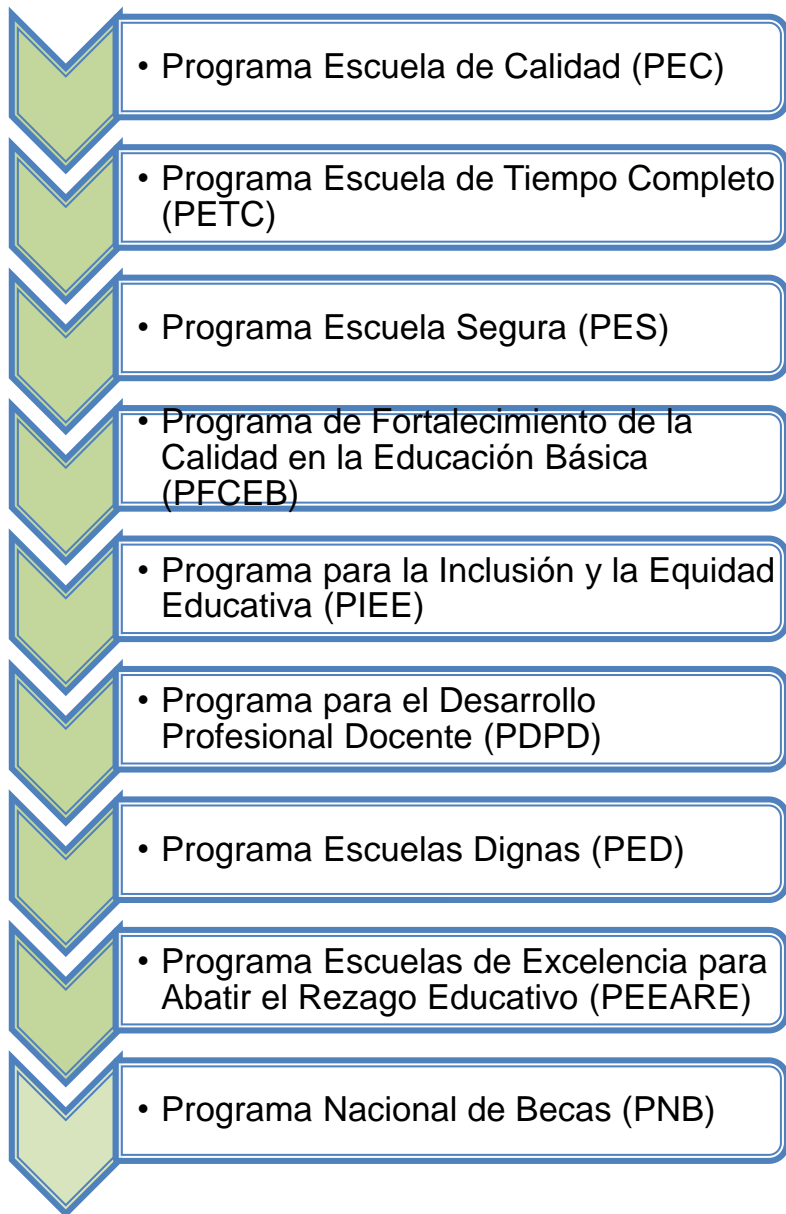 • Programa Escuela de Calidad (PEC)
• Programa Escuela de Tiempo Completo
(PETC)
• Programa Escuela Segura (PES)
• Programa de Fortalecimiento de la
Calidad en la Educación Básica
(PFCEB)
• Programa para la Inclusión y la Equidad
Educativa (PIEE)
• Programa para el Desarrollo
Profesional Docente (PDPD)
• Programa Escuelas Dignas (PED)
• Programa Escuelas de Excelencia para
Abatir el Rezago Educativo (PEEARE)
• Programa Nacional de Becas (PNB)